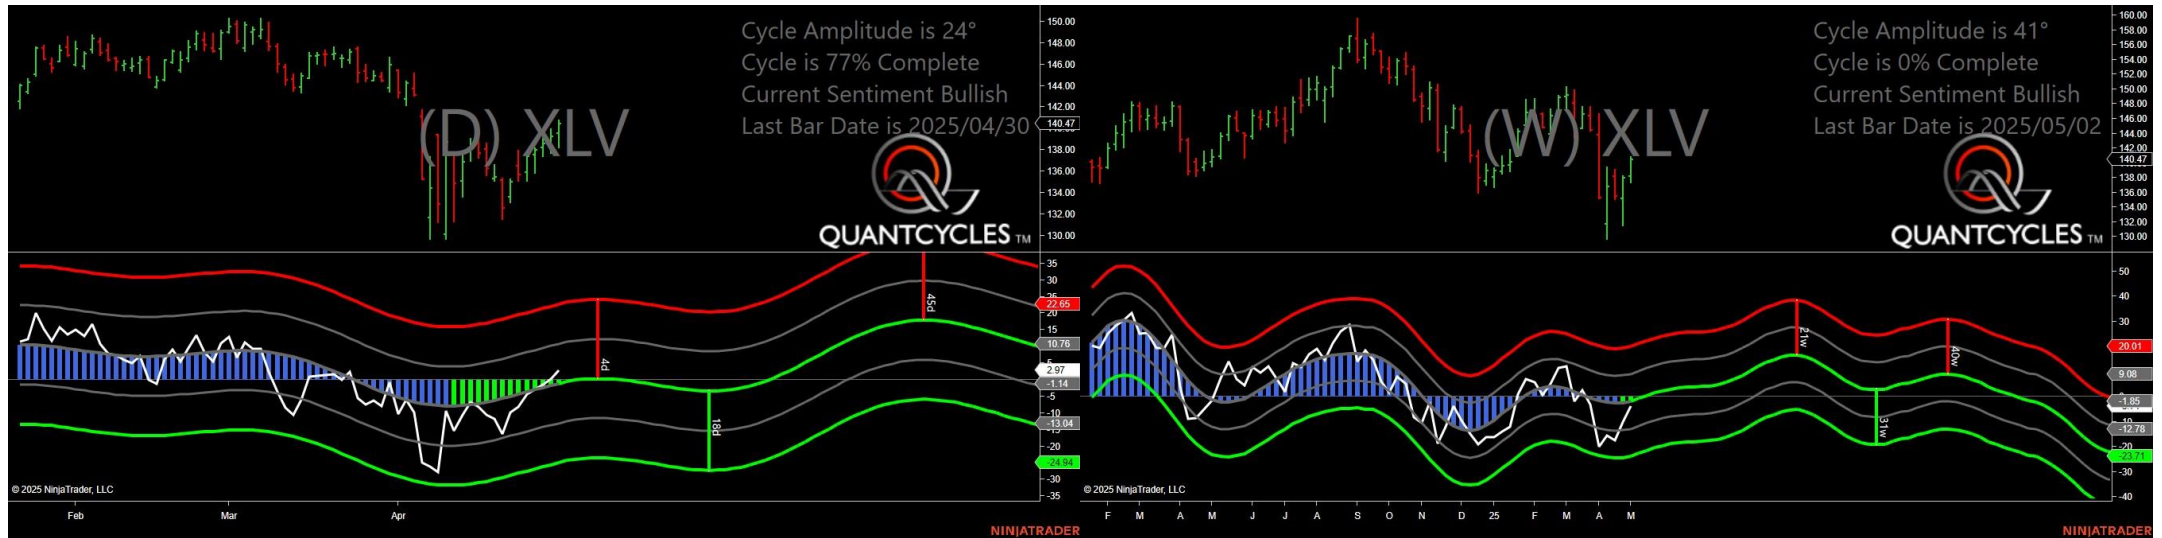 Cycle Amplitude is 24°
Cycle is 77% Complete
Current Sentiment Bullish
Last Bar Date is 2025/04/30
(D) XLV
QUANTCYCLES TM
150.00
148.00
146.00
144.00
142.00
140.47
138.00
136.00
134.00
132.00
130.00
35
30
25
22.65
20
15
10.76
5
2.97
-1.14
-5
-10
-13.04
-20
-24.94
-30
-35
4d
18d
45d
© 2025 NinjaTrader, LLC
Feb
Mar
Apr
NINJATRADER
Cycle Amplitude is 41°
Cycle is 0% Complete
Current Sentiment Bullish
Last Bar Date is 2025/05/02
(W) XLV
QUANTCYCLES TM
160.00
158.00
156.00
154.00
152.00
150.00
148.00
146.00
144.00
142.00
140.47
138.00
136.00
134.00
132.00
130.00
50
40
30
20.01
9.08
-1.85
-12.78
-20
-23.71
-30
-40
21w
31w
40w
© 2025 NinjaTrader, LLC
F M A M J J A S O N D 25 F M A M
NINJATRADER